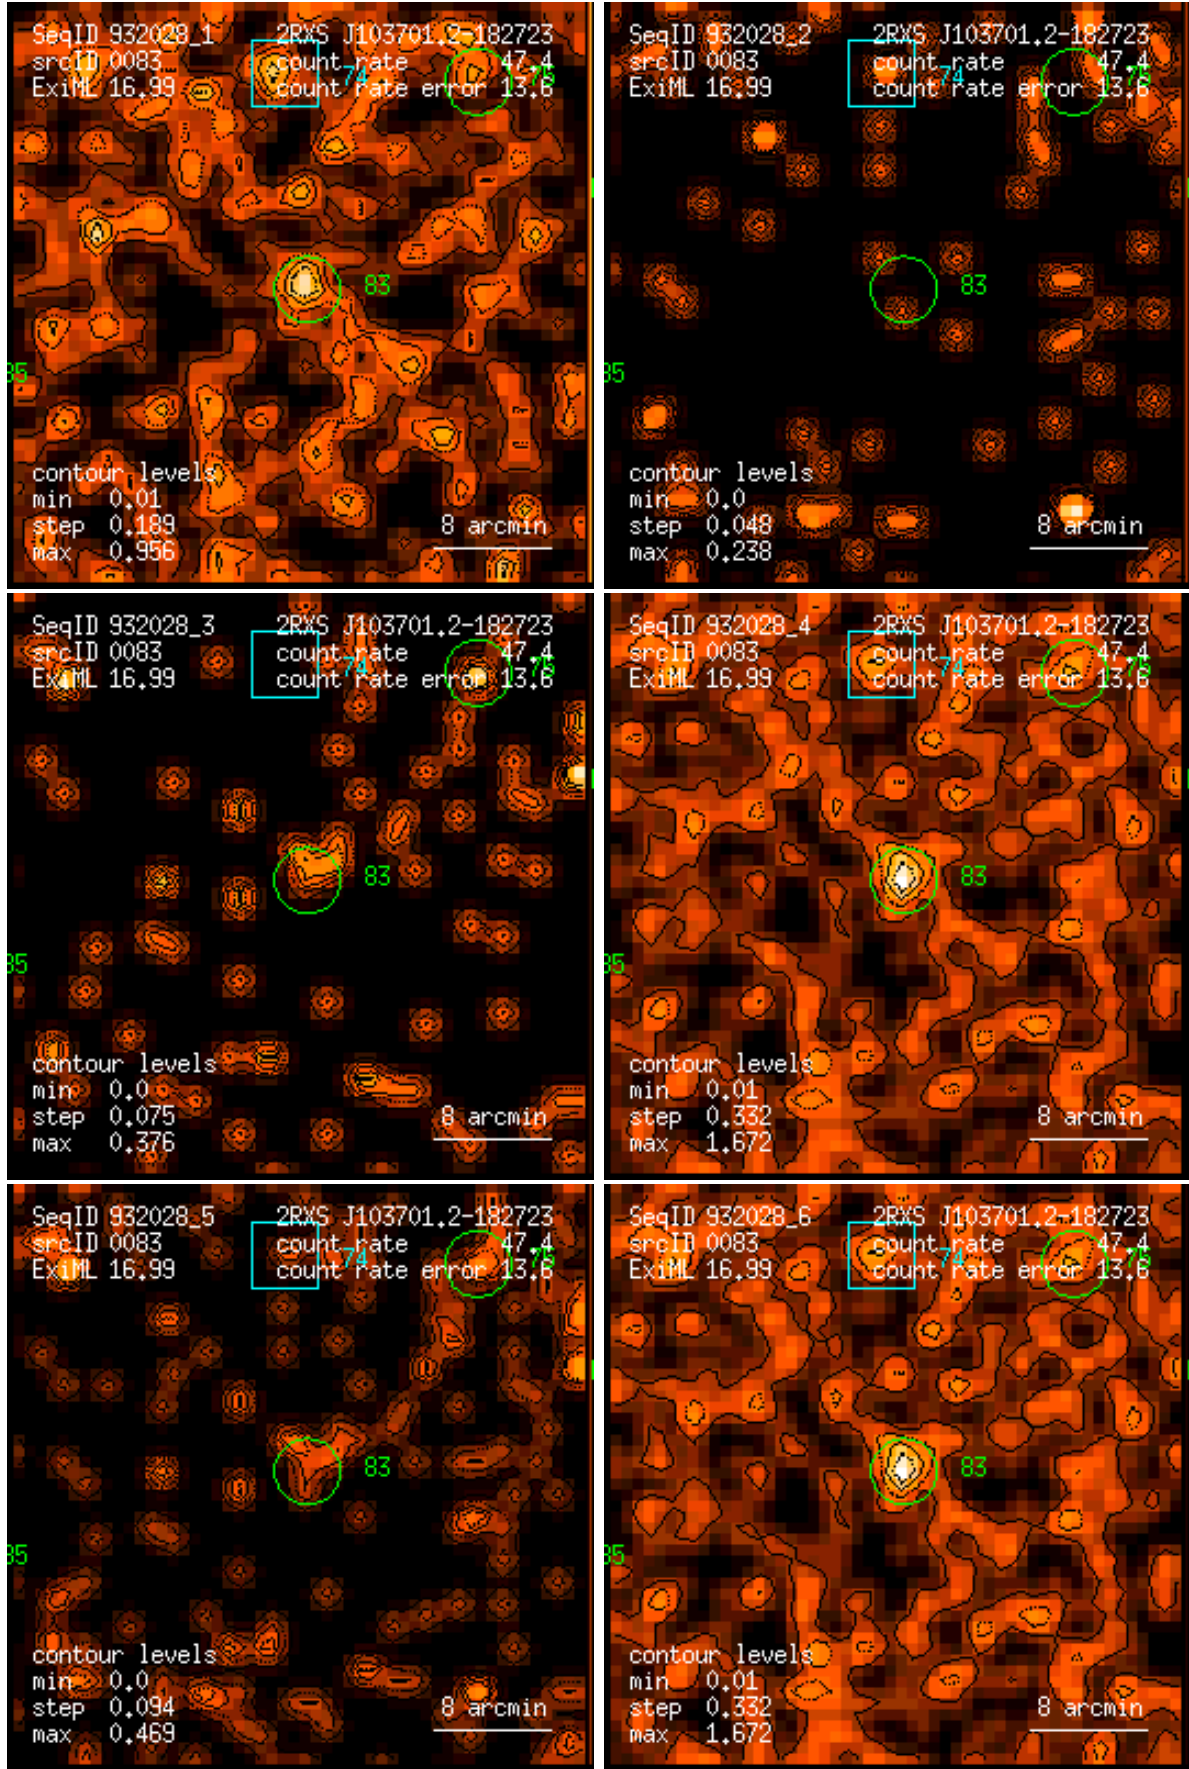 SeqID 932028_1 2RXS J103701.2-182723
srcID 0083 count rate 47.4
ExiML 16.99 count rate error 13.6
74
75
83
85
contour levels
min 0.01
step 0.189
max 0.956
8 arcmin
SeqID 932028_2 2RXS J103701.2-182723
srcID 0083 count rate 47.4
ExiML 16.99 count rate error 13.6
74
75
83
85
contour levels
min 0.0
step 0.048
max 0.238
8 arcmin
SeqID 932028_3 2RXS J103701.2-182723
srcID 0083 count rate 47.4
ExiML 16.99 count rate error 13.6
74
75
83
85
contour levels
min 0.0
step 0.075
max 0.376
8 arcmin
SeqID 932028_4 2RXS J103701.2-182723
srcID 0083 count rate 47.4
ExiML 16.99 count rate error 13.6
74
75
83
85
contour levels
min 0.01
step 0.332
max 1.672
8 arcmin
SeqID 932028_5 2RXS J103701.2-182723
srcID 0083 count rate 47.4
ExiML 16.99 count rate error 13.6
74
75
83
85
contour levels
min 0.0
step 0.094
max 0.469
8 arcmin
SeqID 932028_6 2RXS J103701.2-182723
srcID 0083 count rate 47.4
ExiML 16.99 count rate error 13.6
74
75
83
85
contour levels
min 0.01
step 0.332
max 1.672
8 arcmin